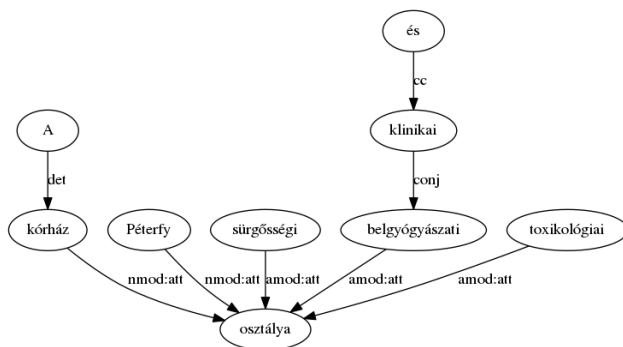 és
cc
A
klinikai
det
conj
kórház
Péterfy
sürgősségi
belgyógyászati
toxikológiai
nmod:att
nmod:att
amod:att
amod:att
amod:att
osztálya